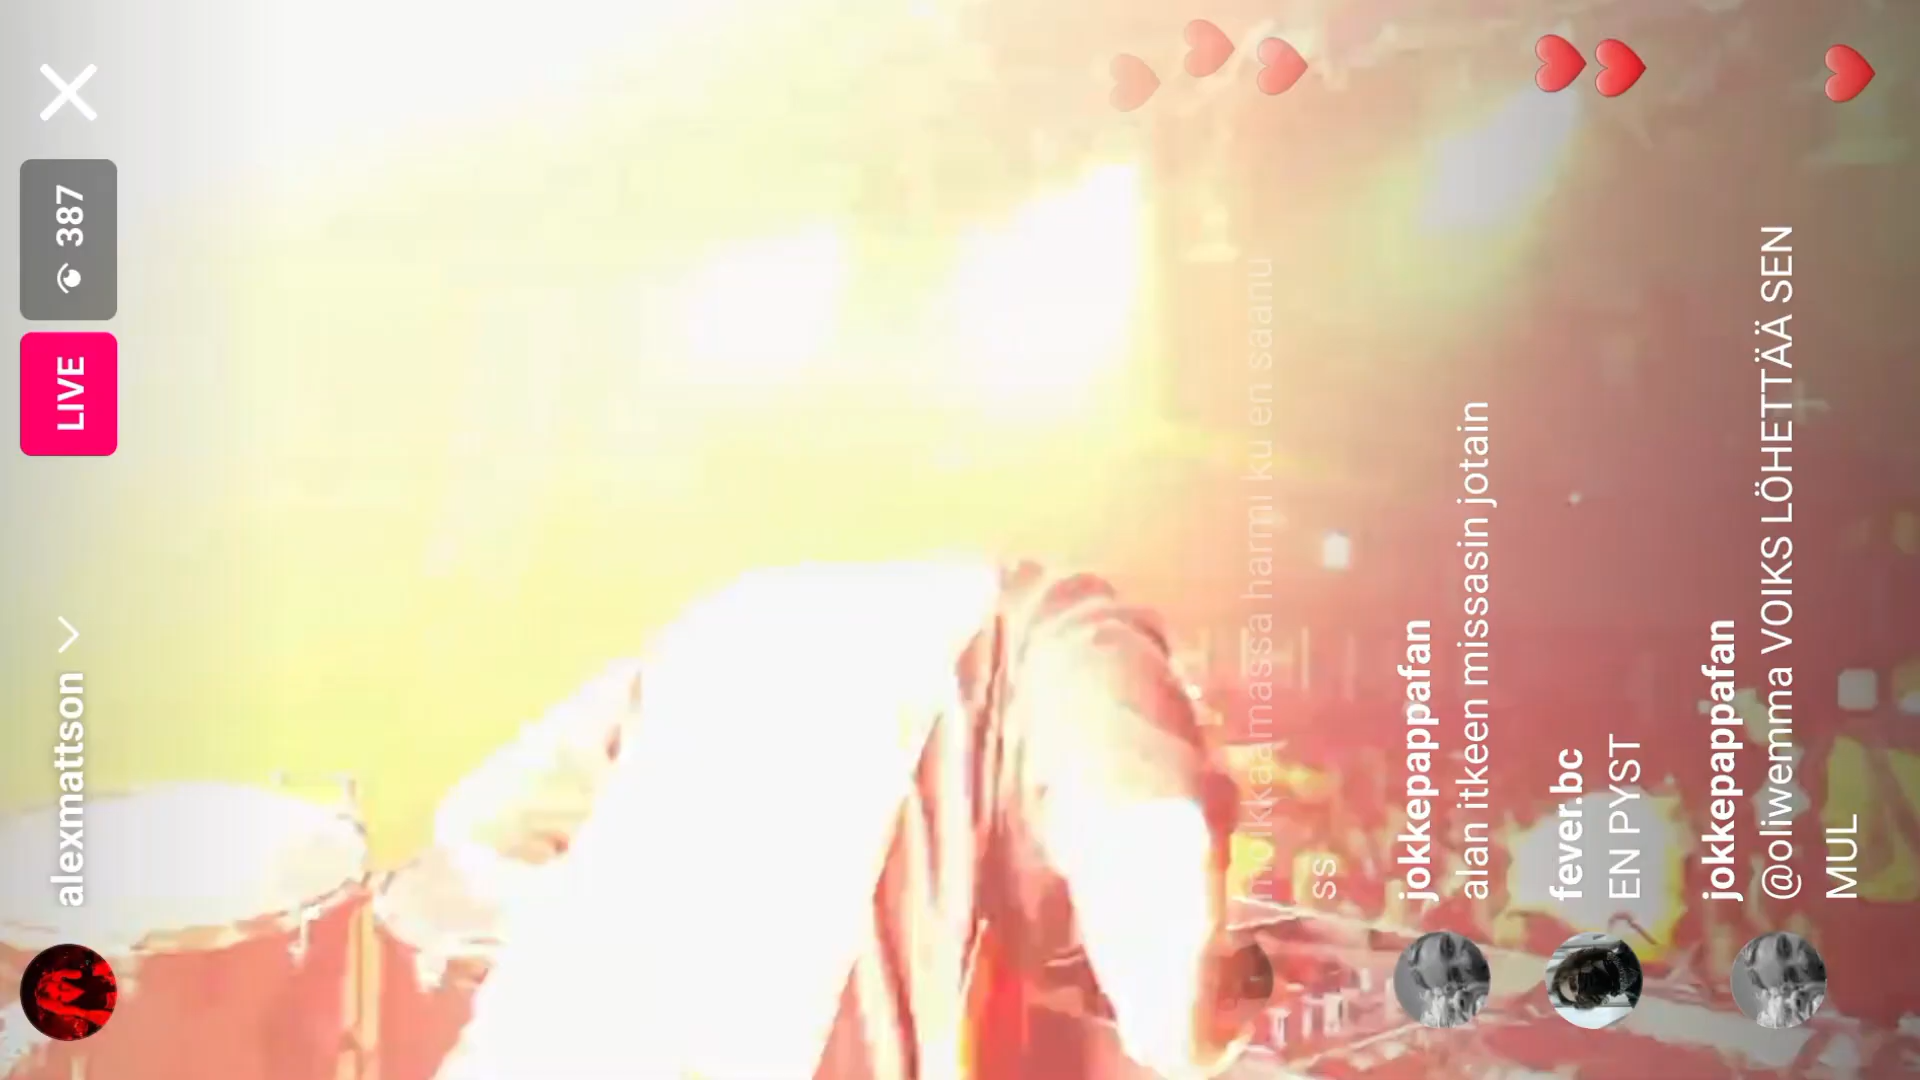 alexmattson
LIVE
387
moikkaamassa harmi ku en saanu
ss
jokkepappafan
alan itkeen missasin jotain
fever.bc
EN PYST
jokkepappafan
@oliwemma VOIKS LÖHETTÄÄ SEN
MUL